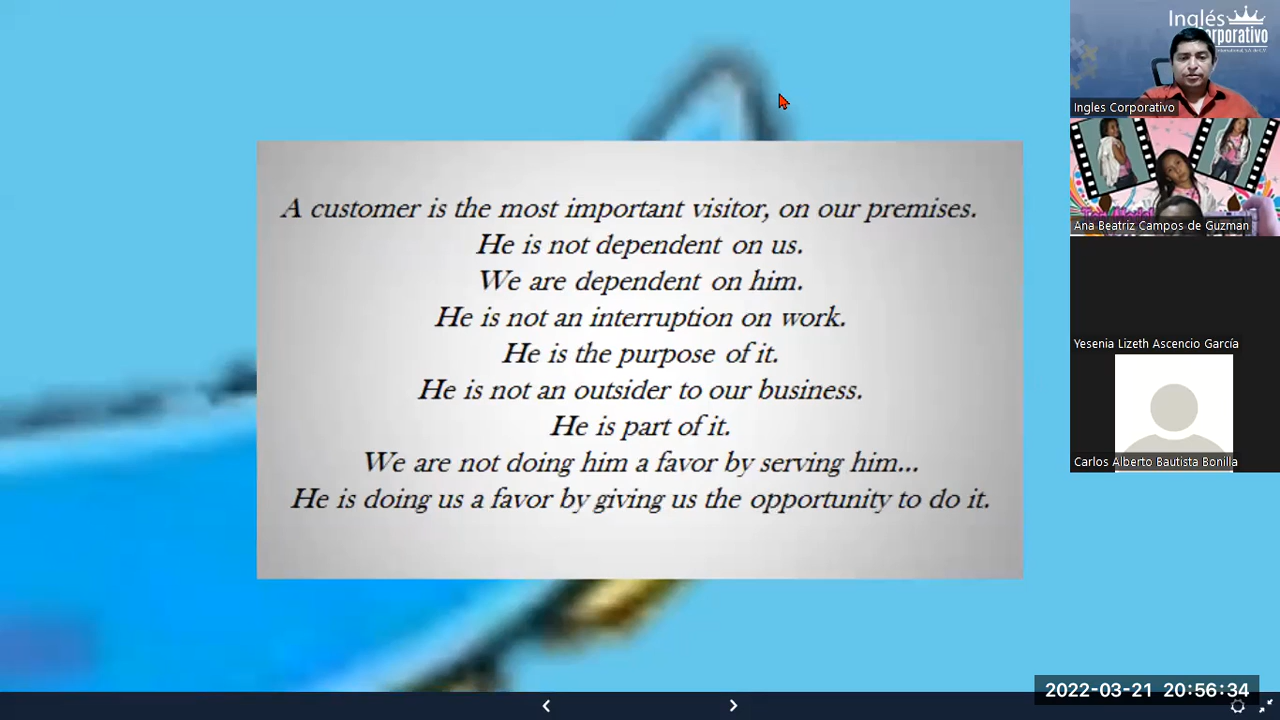 A customer is the most important visitor, on our premises.
He is not dependent on us.
We are dependent on him.
He is not an interruption on work.
He is the purpose of it.
He is not an outsider to our business.
He is part of it.
We are not doing him a favor by serving him...
He is doing us a favor by giving us the opportunity to do it.
Inglés
Corporativo
Ingles Corporativo
Ana Beatriz Campos de Guzman
Yesenia Lizeth Ascencio García
Carlos Alberto Bautista Bonilla
2022-03-21 20:56:34